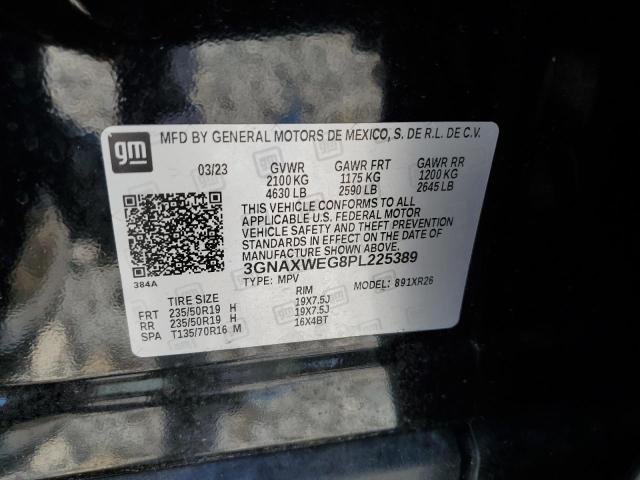 gm MFD BY GENERAL MOTORS DE MEXICO, S. DE R.L. DE C.V.
03/23 GVWR GAWR FRT GAWR RR
2100 KG 1175 KG 1200 KG
4630 LB 2590 LB 2645 LB
THIS VEHICLE CONFORMS TO ALL
APPLICABLE U.S. FEDERAL MOTOR
VEHICLE SAFETY AND THEFT PREVENTION
STANDARDS IN EFFECT ON THE DATE OF
MANUFACTURE SHOWN ABOVE.
3GNAXWEG8PL225389
384A TYPE: MPV MODEL: 891XR26
TIRE SIZE RIM
FRT 235/50R19 H 19X7.5J
RR 235/50R19 H 19X7.5J
SPA T135/70R16 M 16X4BT